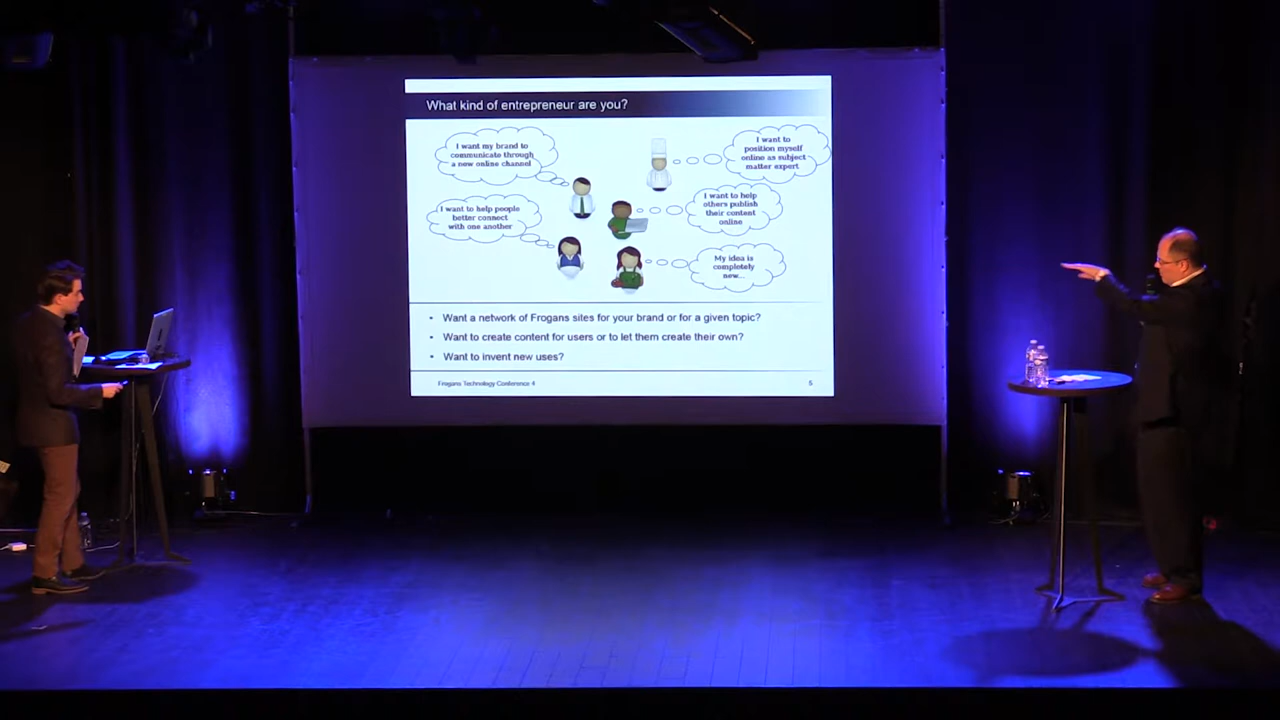 What kind of entrepreneur are you?
I want my brand to
communicate through
a new online channel
I want to
position myself
online as subject
matter expert
I want to help people
better connect
with one another
I want to help
others publish
their content
online
My idea is
completely
new...
• Want a network of Frogans sites for your brand or for a given topic?
• Want to create content for users or to let them create their own?
• Want to invent new uses?
Frogans Technology Conference 4
5